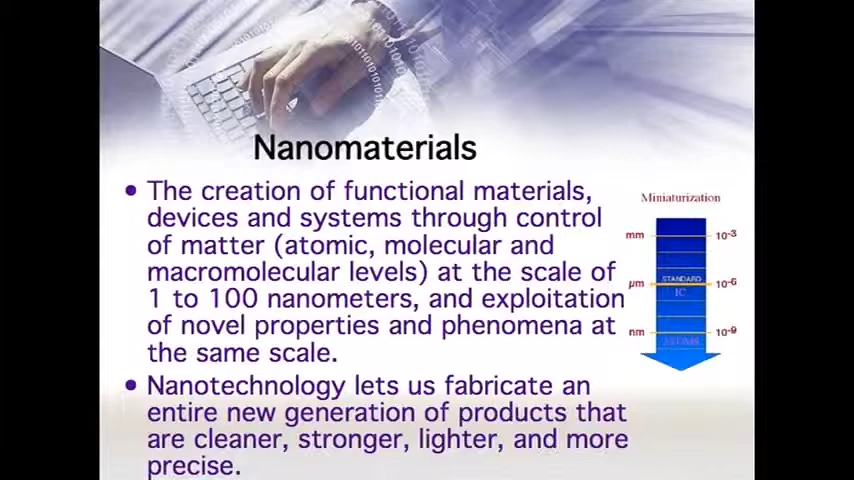 Nanomaterials
• The creation of functional materials,
devices and systems through control
of matter (atomic, molecular and
macromolecular levels) at the scale of
1 to 100 nanometers, and exploitation
of novel properties and phenomena at
the same scale.
• Nanotechnology lets us fabricate an
entire new generation of products that
are cleaner, stronger, lighter, and more
precise.
Miniaturization
mm 10-3
STANDARD
µm 10-6
IC
nm 10-9